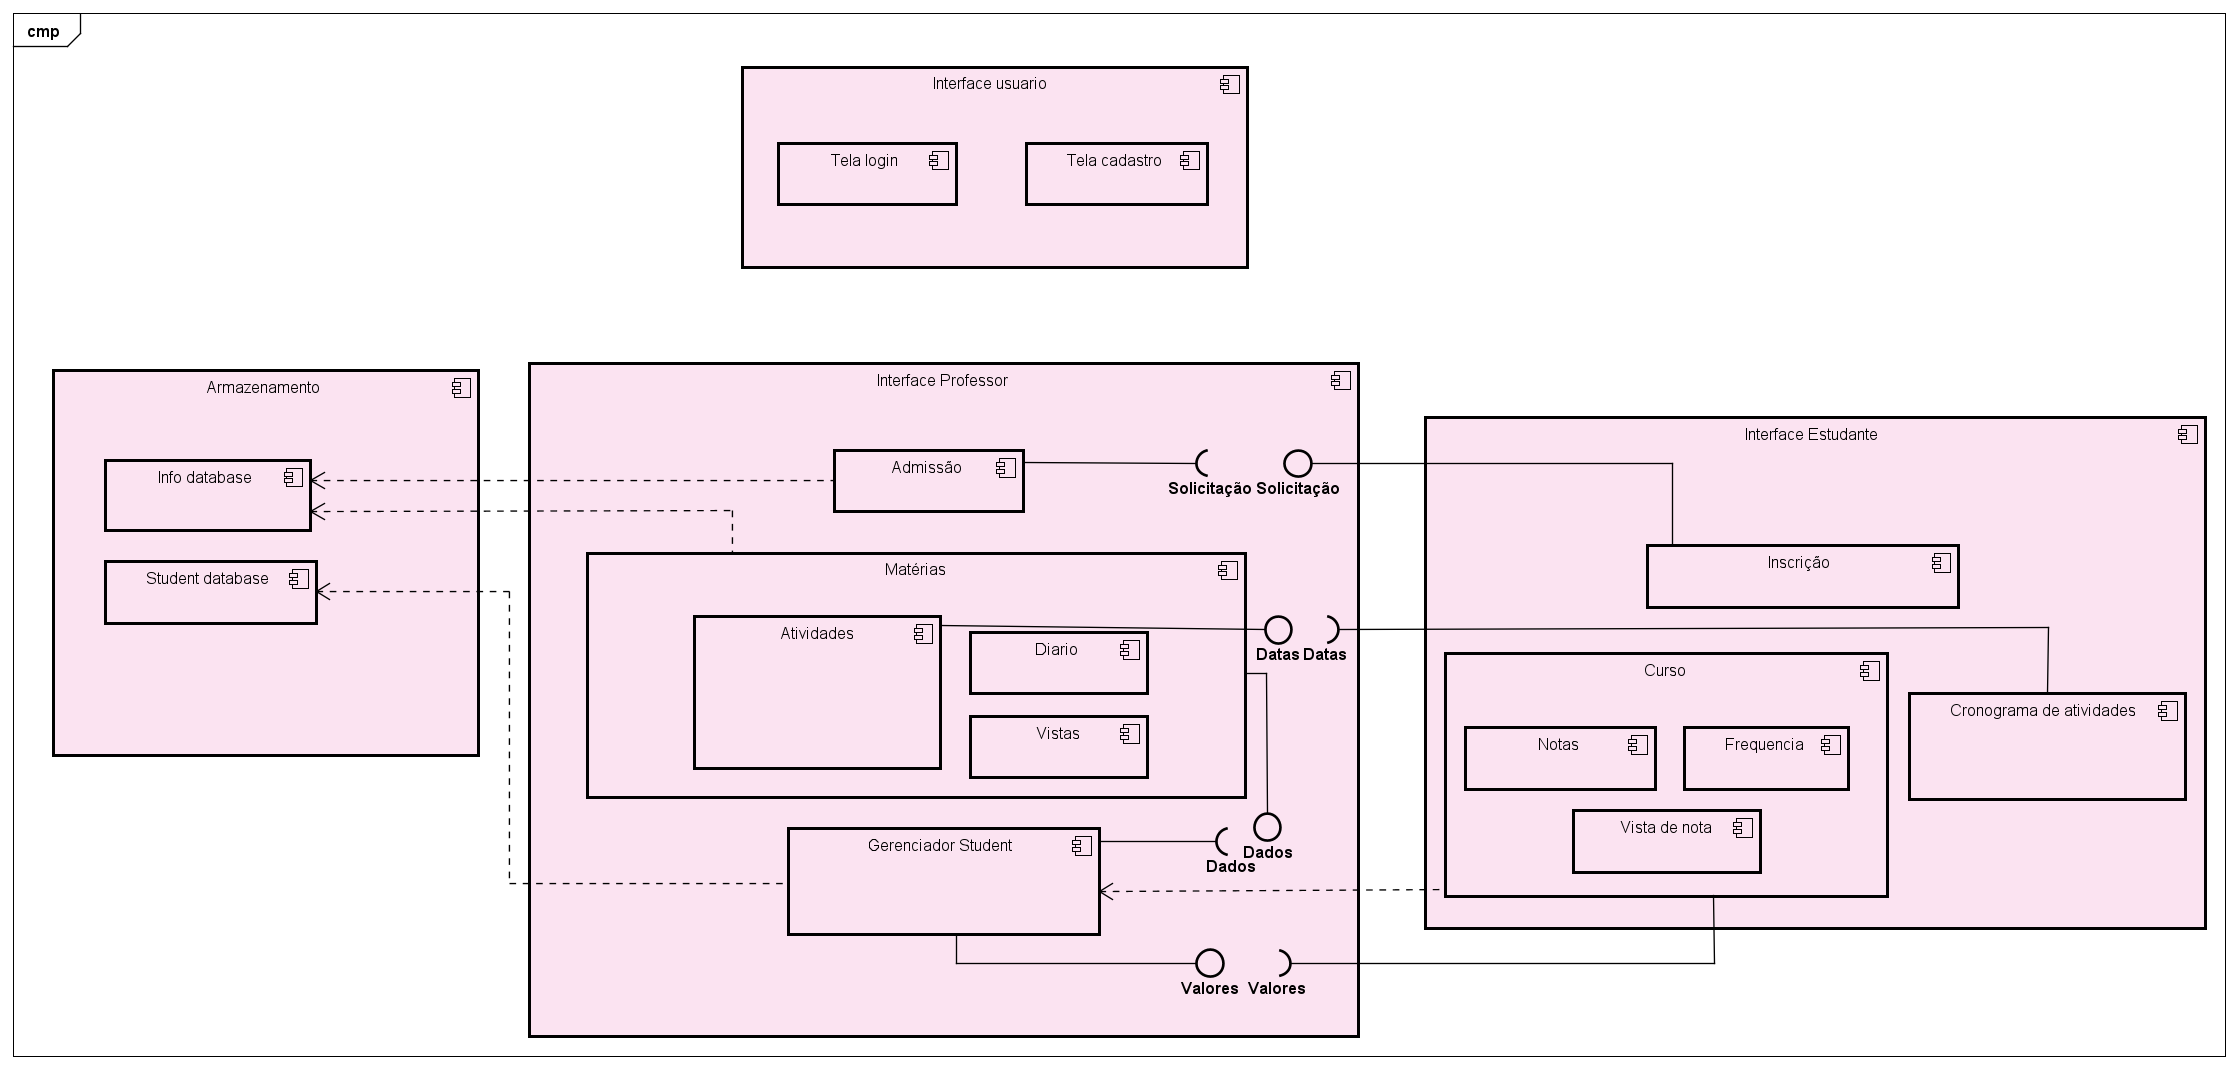 cmp
Interface usuario
Tela login
Tela cadastro
Armazenamento
Info database
Student database
Interface Professor
Admissão
Solicitação
Solicitação
Matérias
Atividades
Diario
Vistas
Datas
Datas
Gerenciador Student
Dados
Dados
Valores
Valores
Interface Estudante
Inscrição
Curso
Notas
Frequencia
Vista de nota
Cronograma de atividades